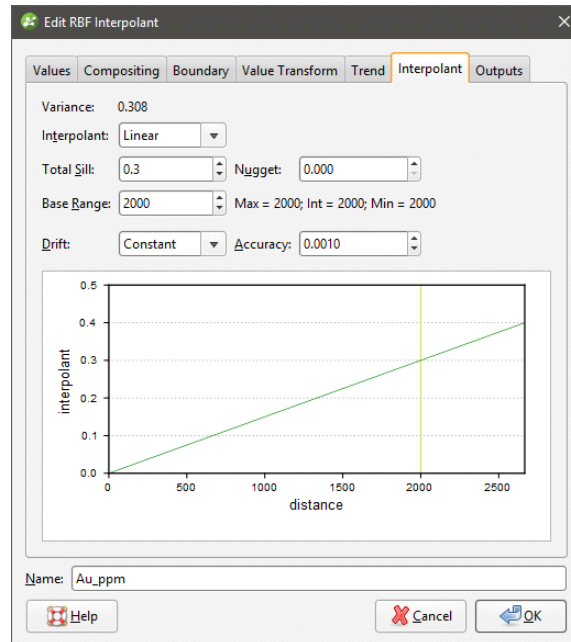 Edit RBF Interpolant
Values Compositing Boundary Value Transform Trend Interpolant Outputs
Variance: 0.308
Interpolant: Linear
Total Sill: 0.3 Nugget: 0.000
Base Range: 2000 Max = 2000; Int = 2000; Min = 2000
Drift: Constant Accuracy: 0.0010
0.5
0.4
0.3
0.2
0.1
0.0
interpolant
0 500 1000 1500 2000 2500
distance
Name: Au_ppm
Help Cancel OK